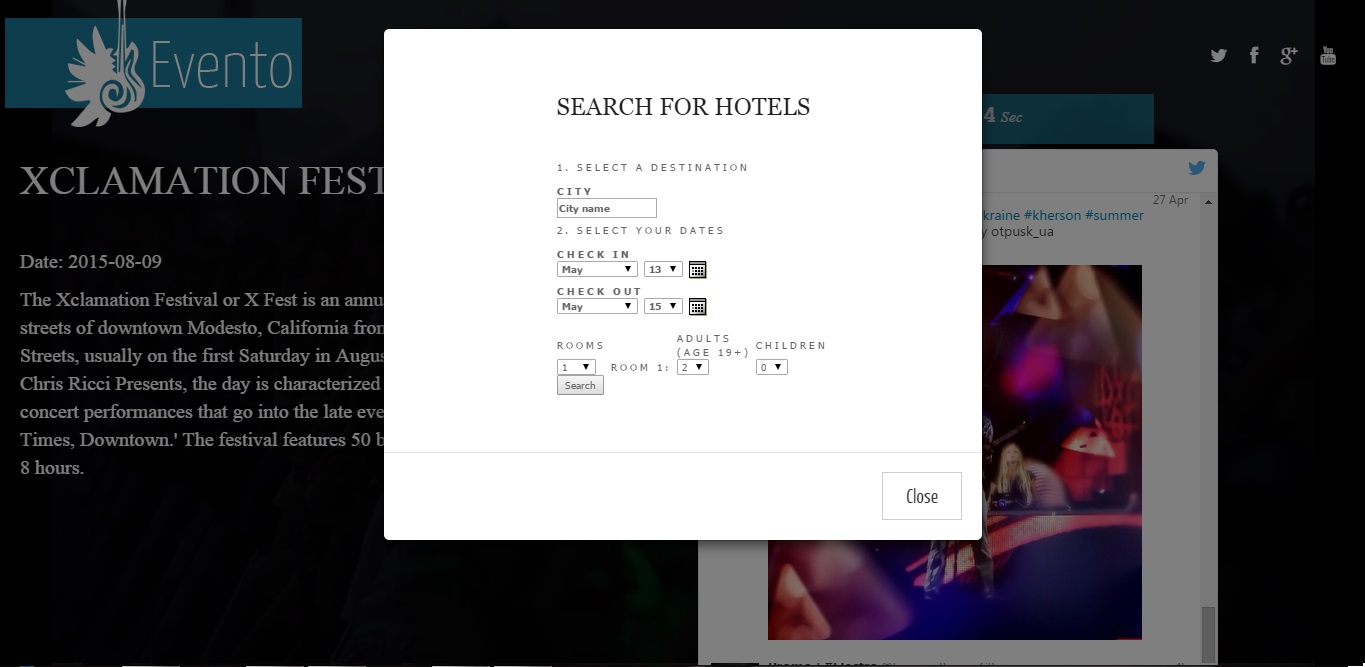 Evento
4 Sec
XCLAMATION FEST
Date: 2015-08-09
The Xclamation Festival or X Fest is an annu
streets of downtown Modesto, California from
Streets, usually on the first Saturday in Augus
Chris Ricci Presents, the day is characterized
concert performances that go into the late eve
Times, Downtown.' The festival features 50 b
8 hours.
SEARCH FOR HOTELS
1. SELECT A DESTINATION
CITY
City name
2. SELECT YOUR DATES
CHECK IN
May 13
CHECK OUT
May 15
ROOMS ADULTS (AGE 19+) CHILDREN
1 ROOM 1: 2 0
Search
Close
27 Apr
kraine #kherson #summer
y otpusk_ua
You Tube